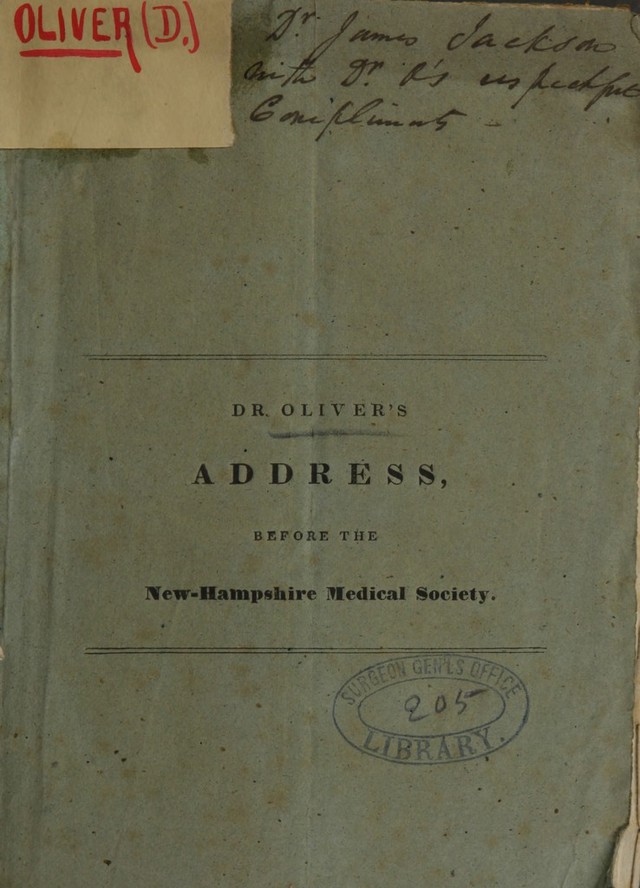 OLIVER (D.)
Dr James Jackson
with Dr O's respectful
Compliments
DR. OLIVER'S
ADDRESS,
BEFORE THE
New-Hampshire Medical Society.
SURGEON GEN'LS OFFICE
205
LIBRARY.